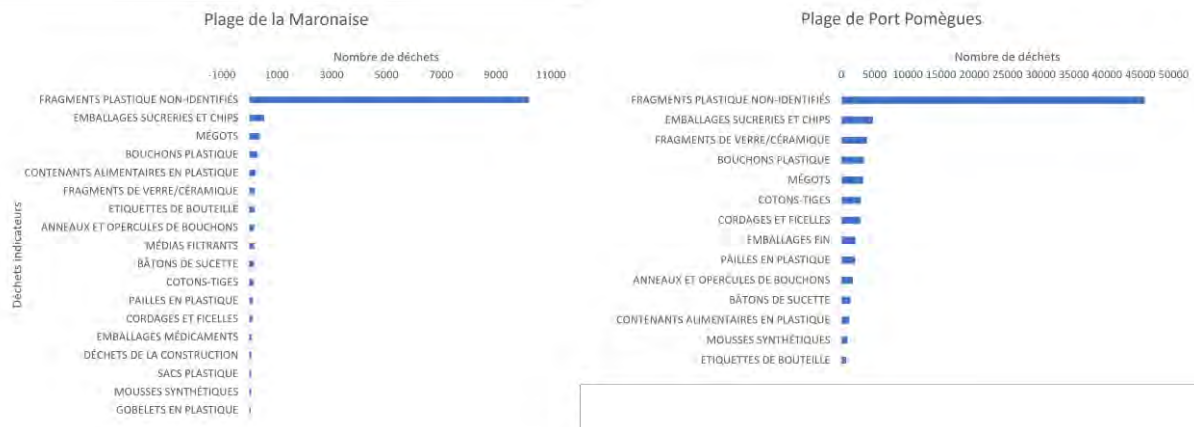 Plage de la Maronaise
Nombre de déchets
-1000 1000 3000 5000 7000 9000 11000
Déchets indicateurs
FRAGMENTS PLASTIQUE NON-IDENTIFIÉS
EMBALLAGES SUCRERIES ET CHIPS
MÉGOTS
BOUCHONS PLASTIQUE
CONTENANTS ALIMENTAIRES EN PLASTIQUE
FRAGMENTS DE VERRE/CÉRAMIQUE
ETIQUETTES DE BOUTEILLE
ANNEAUX ET OPERCULES DE BOUCHONS
MÉDIAS FILTRANTS
BÂTONS DE SUCETTE
COTONS-TIGES
PAILLES EN PLASTIQUE
CORDAGES ET FICELLES
EMBALLAGES MÉDICAMENTS
DÉCHETS DE LA CONSTRUCTION
SACS PLASTIQUE
MOUSSES SYNTHÉTIQUES
GOBELETS EN PLASTIQUE
Plage de Port Pomègues
Nombre de déchets
0 5000 10000 15000 20000 25000 30000 35000 40000 45000 50000
FRAGMENTS PLASTIQUE NON-IDENTIFIÉS
EMBALLAGES SUCRERIES ET CHIPS
FRAGMENTS DE VERRE/CÉRAMIQUE
BOUCHONS PLASTIQUE
MÉGOTS
COTONS-TIGES
CORDAGES ET FICELLES
EMBALLAGES FIN
PAILLES EN PLASTIQUE
ANNEAUX ET OPERCULES DE BOUCHONS
BÂTONS DE SUCETTE
CONTENANTS ALIMENTAIRES EN PLASTIQUE
MOUSSES SYNTHÉTIQUES
ETIQUETTES DE BOUTEILLE